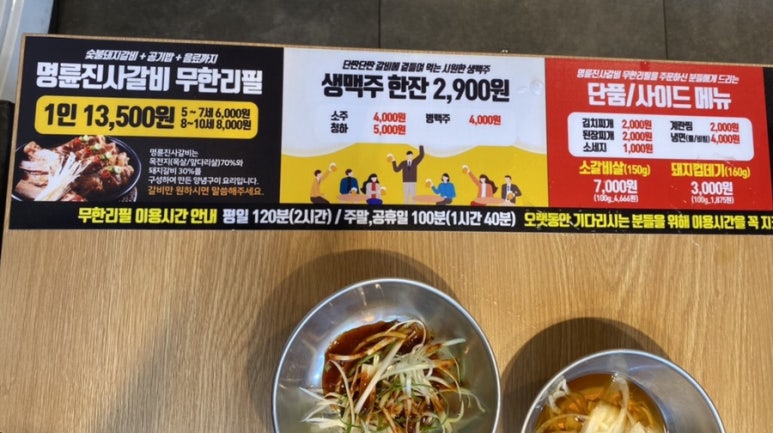 숯불돼지갈비 + 공기밥 + 음료까지
명륜진사갈비 무한리필
1인 13,500원
5~7세 6,000원
8~10세 8,000원
명륜진사갈비는
목전지(목살/앞다리살)70%와
돼지갈비 30%를
구성하여 만든 양념구이 요리입니다.
갈비만 원하시면 말씀해주세요.
단짠단짠 갈비에 곁들여 먹는 시원한 생맥주
생맥주 한잔 2,900원
소주 4,000원
청하 5,000원
병맥주 4,000원
명륜진사갈비 무한리필을 주문하신 분들에게 드리는
단품/사이드 메뉴
김치찌개 2,000원
된장찌개 2,000원
소세지 1,000원
계란찜 2,000원
냉면(물/비빔) 4,000원
소갈비살(150g)
7,000원
(100g_4,666원)
돼지껍데기(160g)
3,000원
(100g_1,875원)
무한리필 이용시간 안내 평일 120분(2시간) / 주말,공휴일 100분(1시간 40분) 오랫동안 기다리시는 분들을 위해 이용시간을 꼭 지